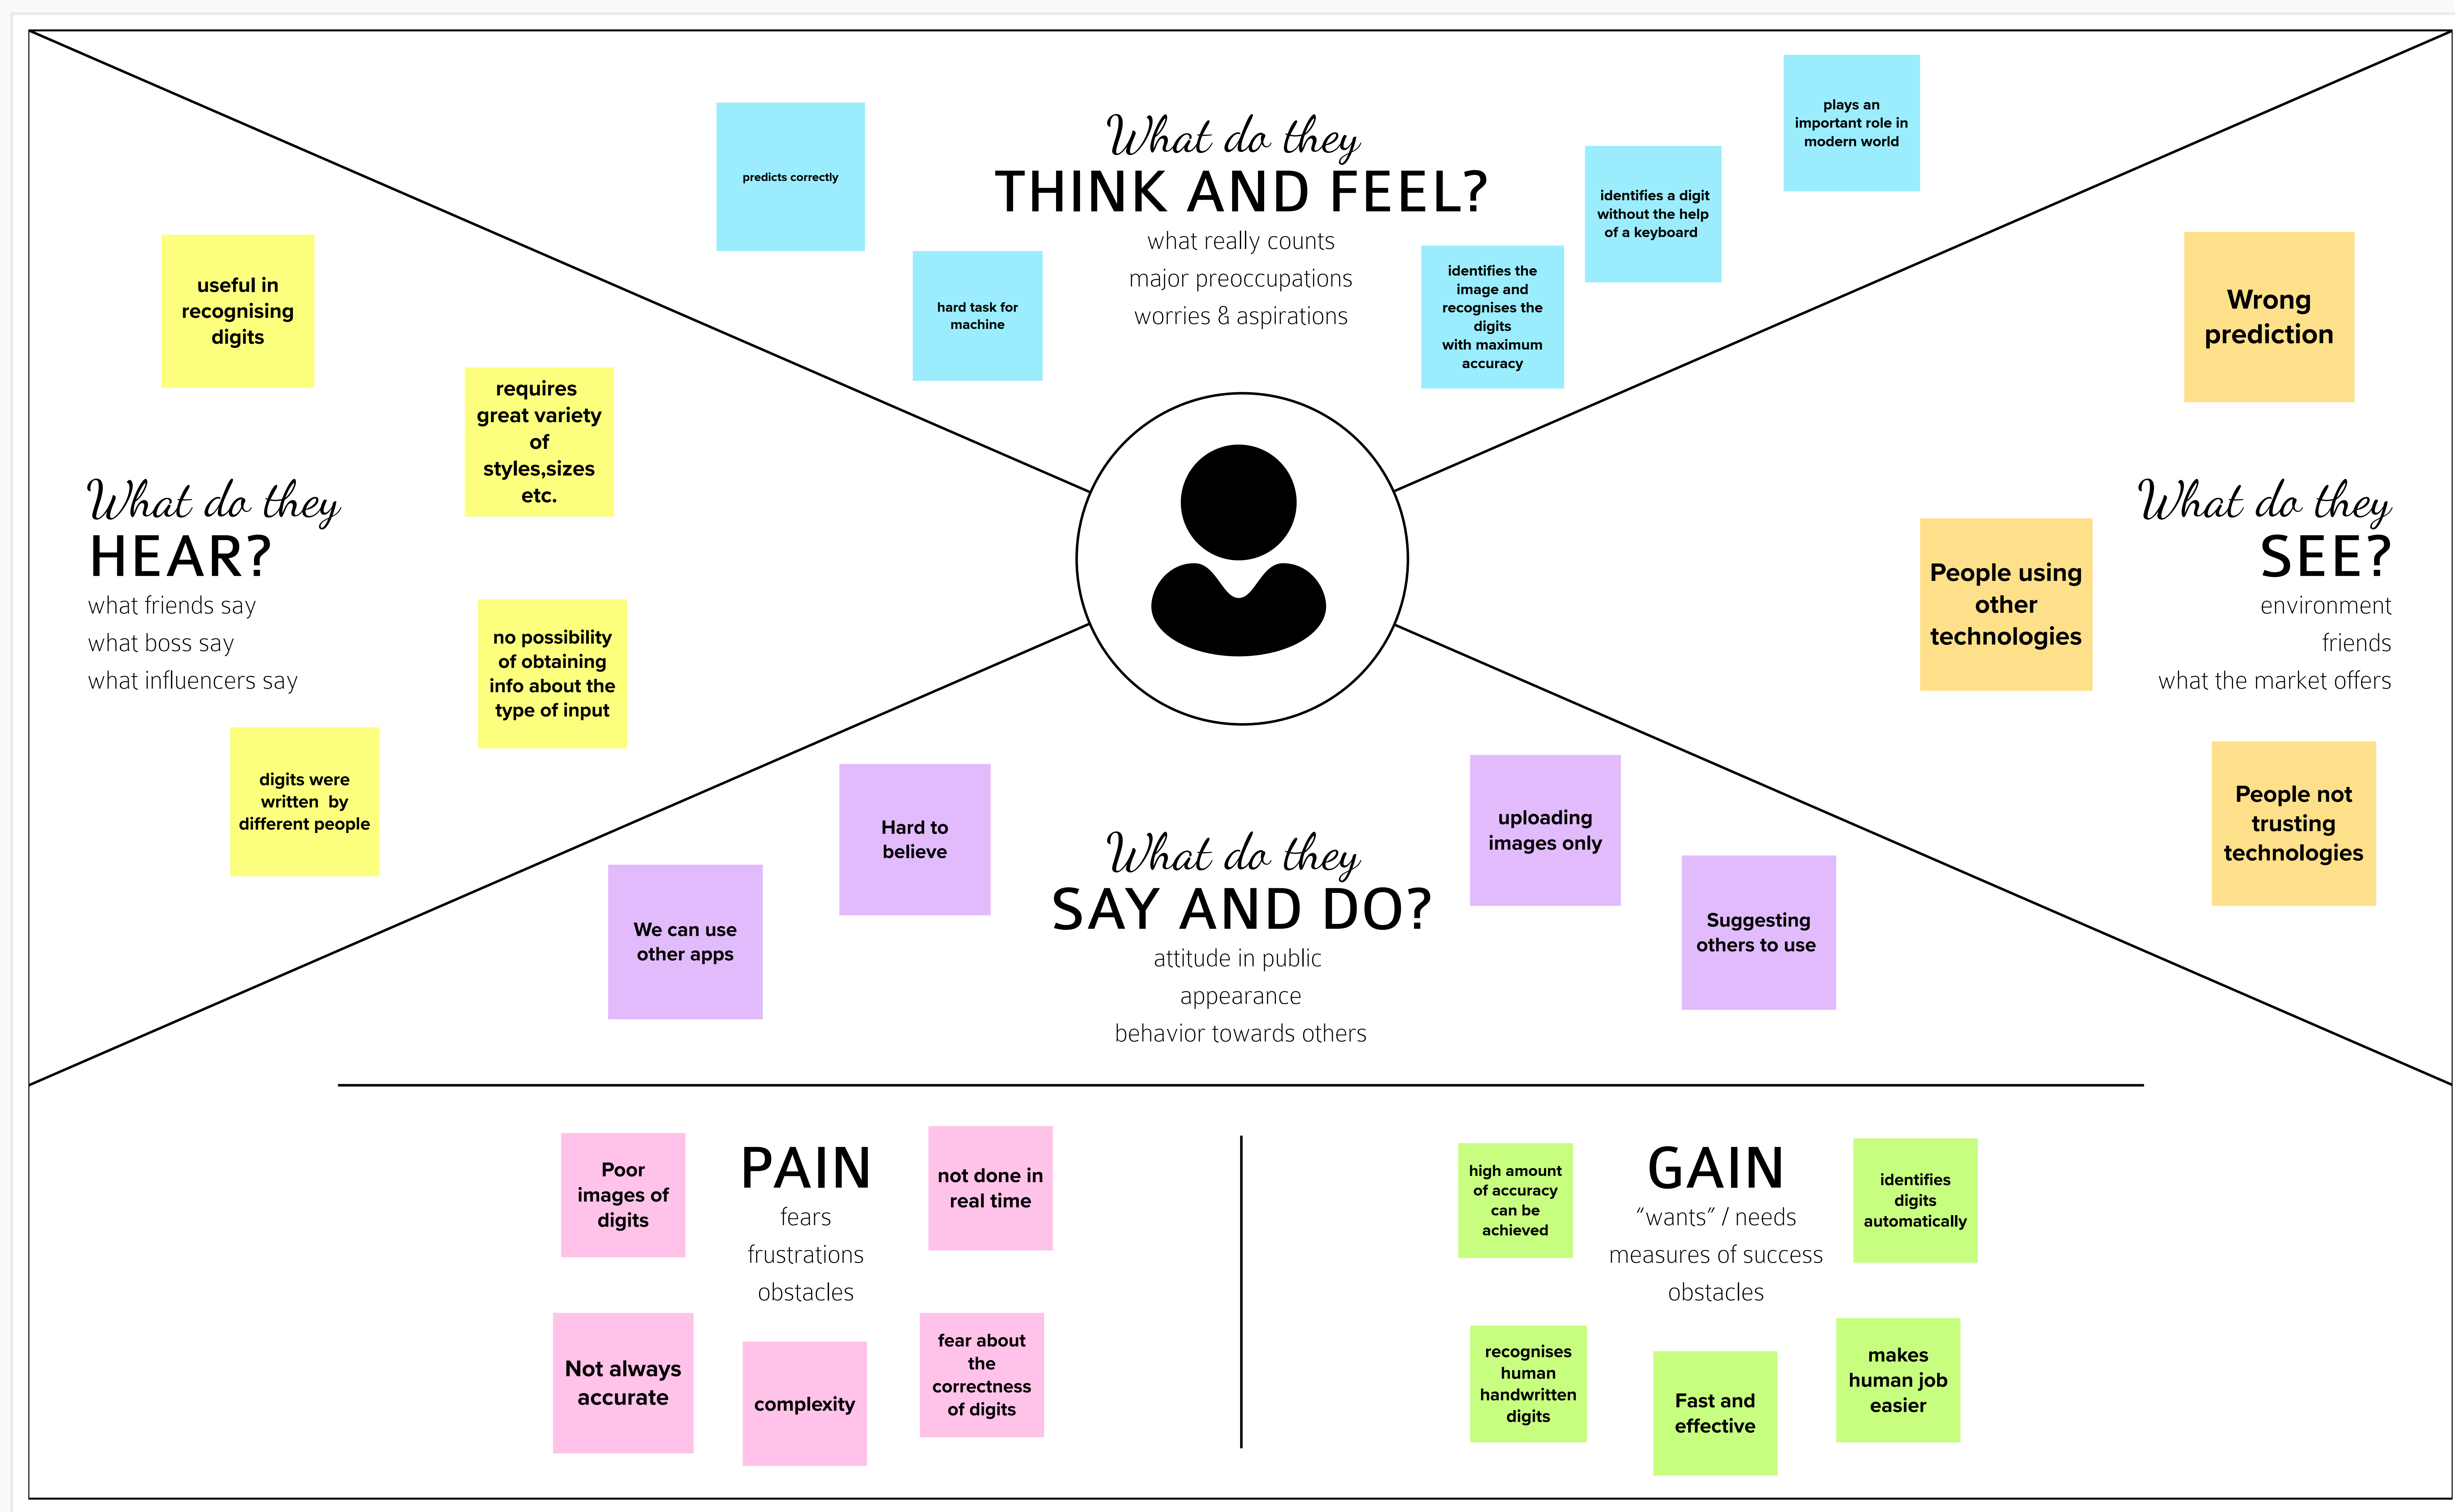 What do they
THINK AND FEEL?
what really counts
major preoccupations
worries & aspirations
predicts correctly
hard task for
machine
identifies the
image and
recognises the
digits
with maximum
accuracy
identifies a digit
without the help
of a keyboard
plays an
important role in
modern world
What do they
HEAR?
what friends say
what boss say
what influencers say
useful in
recognising
digits
requires
great variety
of
styles,sizes
etc.
no possibility
of obtaining
info about the
type of input
digits were
written by
different people
What do they
SEE?
environment
friends
what the market offers
Wrong
prediction
People using
other
technologies
People not
trusting
technologies
What do they
SAY AND DO?
attitude in public
appearance
behavior towards others
Hard to
believe
We can use
other apps
uploading
images only
Suggesting
others to use
PAIN
fears
frustrations
obstacles
Poor
images of
digits
not done in
real time
Not always
accurate
complexity
fear about
the
correctness
of digits
GAIN
“wants” / needs
measures of success
obstacles
high amount
of accuracy
can be
achieved
identifies
digits
automatically
recognises
human
handwritten
digits
Fast and
effective
makes
human job
easier